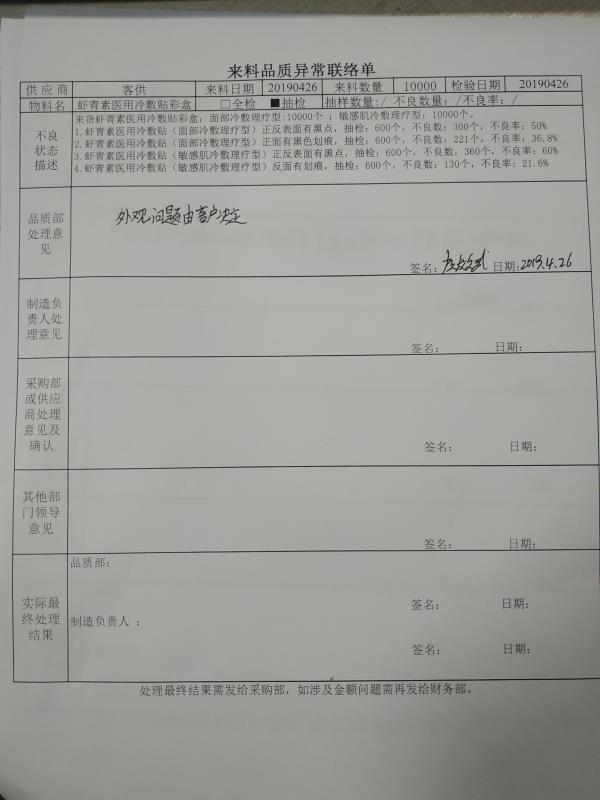 来料品质异常联络单
供应商 客供 来料日期 20190426 来料数量 10000 检验日期 20190426
物料名 虾青素医用冷敷贴彩盒 □全检 ■抽检 抽样数量:/ 不良数量：/不良率：/
不良状态描述
来货虾青素医用冷敷贴彩盒：面部冷敷理疗型:10000个 ；敏感肌冷敷理疗型：10000个。
1.虾青素医用冷敷贴（面部冷敷理疗型）正反表面有黑点，抽检：600个，不良数：300个，不良率：50%
2.虾青素医用冷敷贴（面部冷敷理疗型）正面有黑色划痕，抽检：600个，不良数：221个，不良率：36.8%
3.虾青素医用冷敷贴（敏感肌冷敷理疗型）正反表面有黑点，抽检：600个，不良数：360个，不良率：60%
4.虾青素医用冷敷贴（敏感肌冷敷理疗型）反面有划痕，抽检：600个，不良数：130个，不良率：21.6%
品质部
处理意
见
外观问题由客户决定
签名： 日期：2019.4.26
制造负
责人处
理意见
签名： 日期：
采购部
或供应
商处理
意见及
确认
签名： 日期：
其他部
门领导
意见
签名： 日期：
实际最
终处理
结果
品质部：
签名： 日期：
制造负责人 ：
签名： 日期：
处理最终结果需发给采购部，如涉及金额问题需再发给财务部。